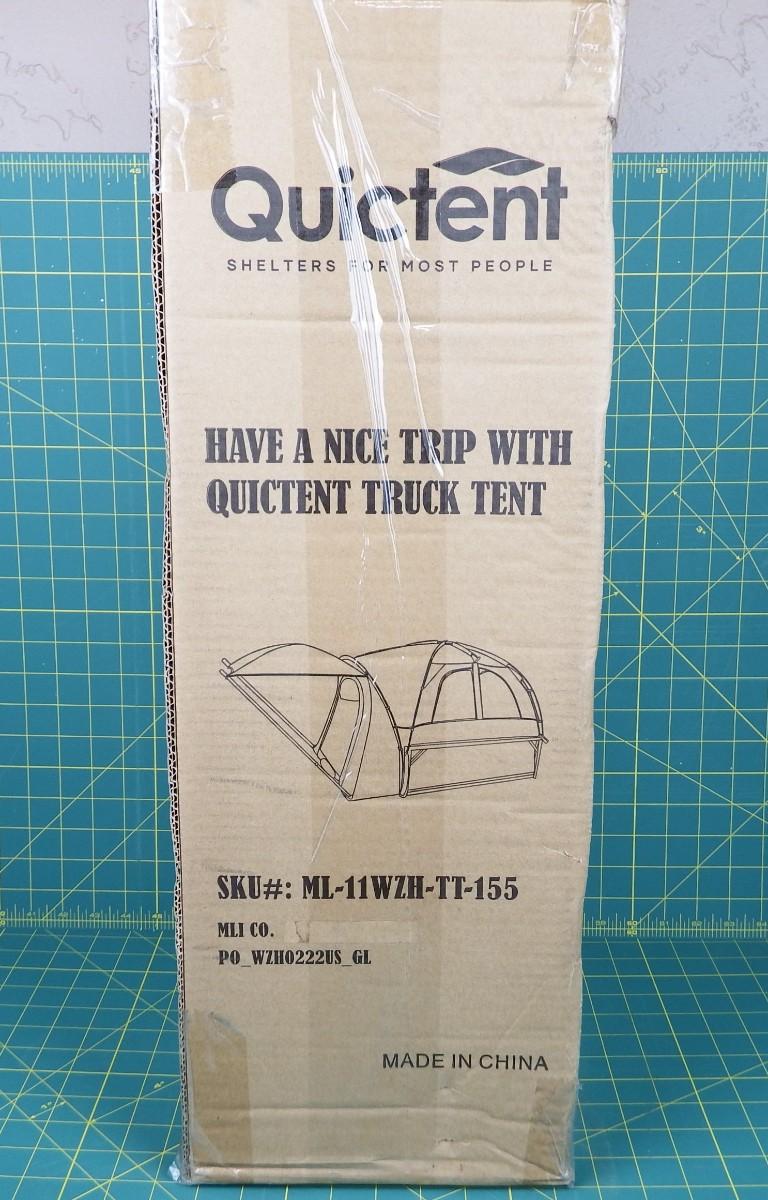 Quictent
SHELTERS FOR MOST PEOPLE
HAVE A NICE TRIP WITH
QUICTENT TRUCK TENT
SKU#: ML-11WZH-TT-155
MLI CO.
PO_WZH0222US_GL
MADE IN CHINA